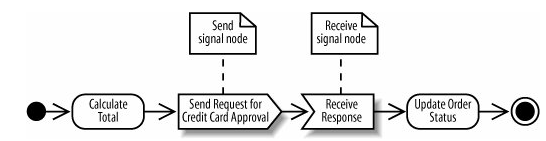 Send
signal node
Receive
signal node
Calculate
Total
Send Request for
Credit Card Approval
Receive
Response
Update Order
Status